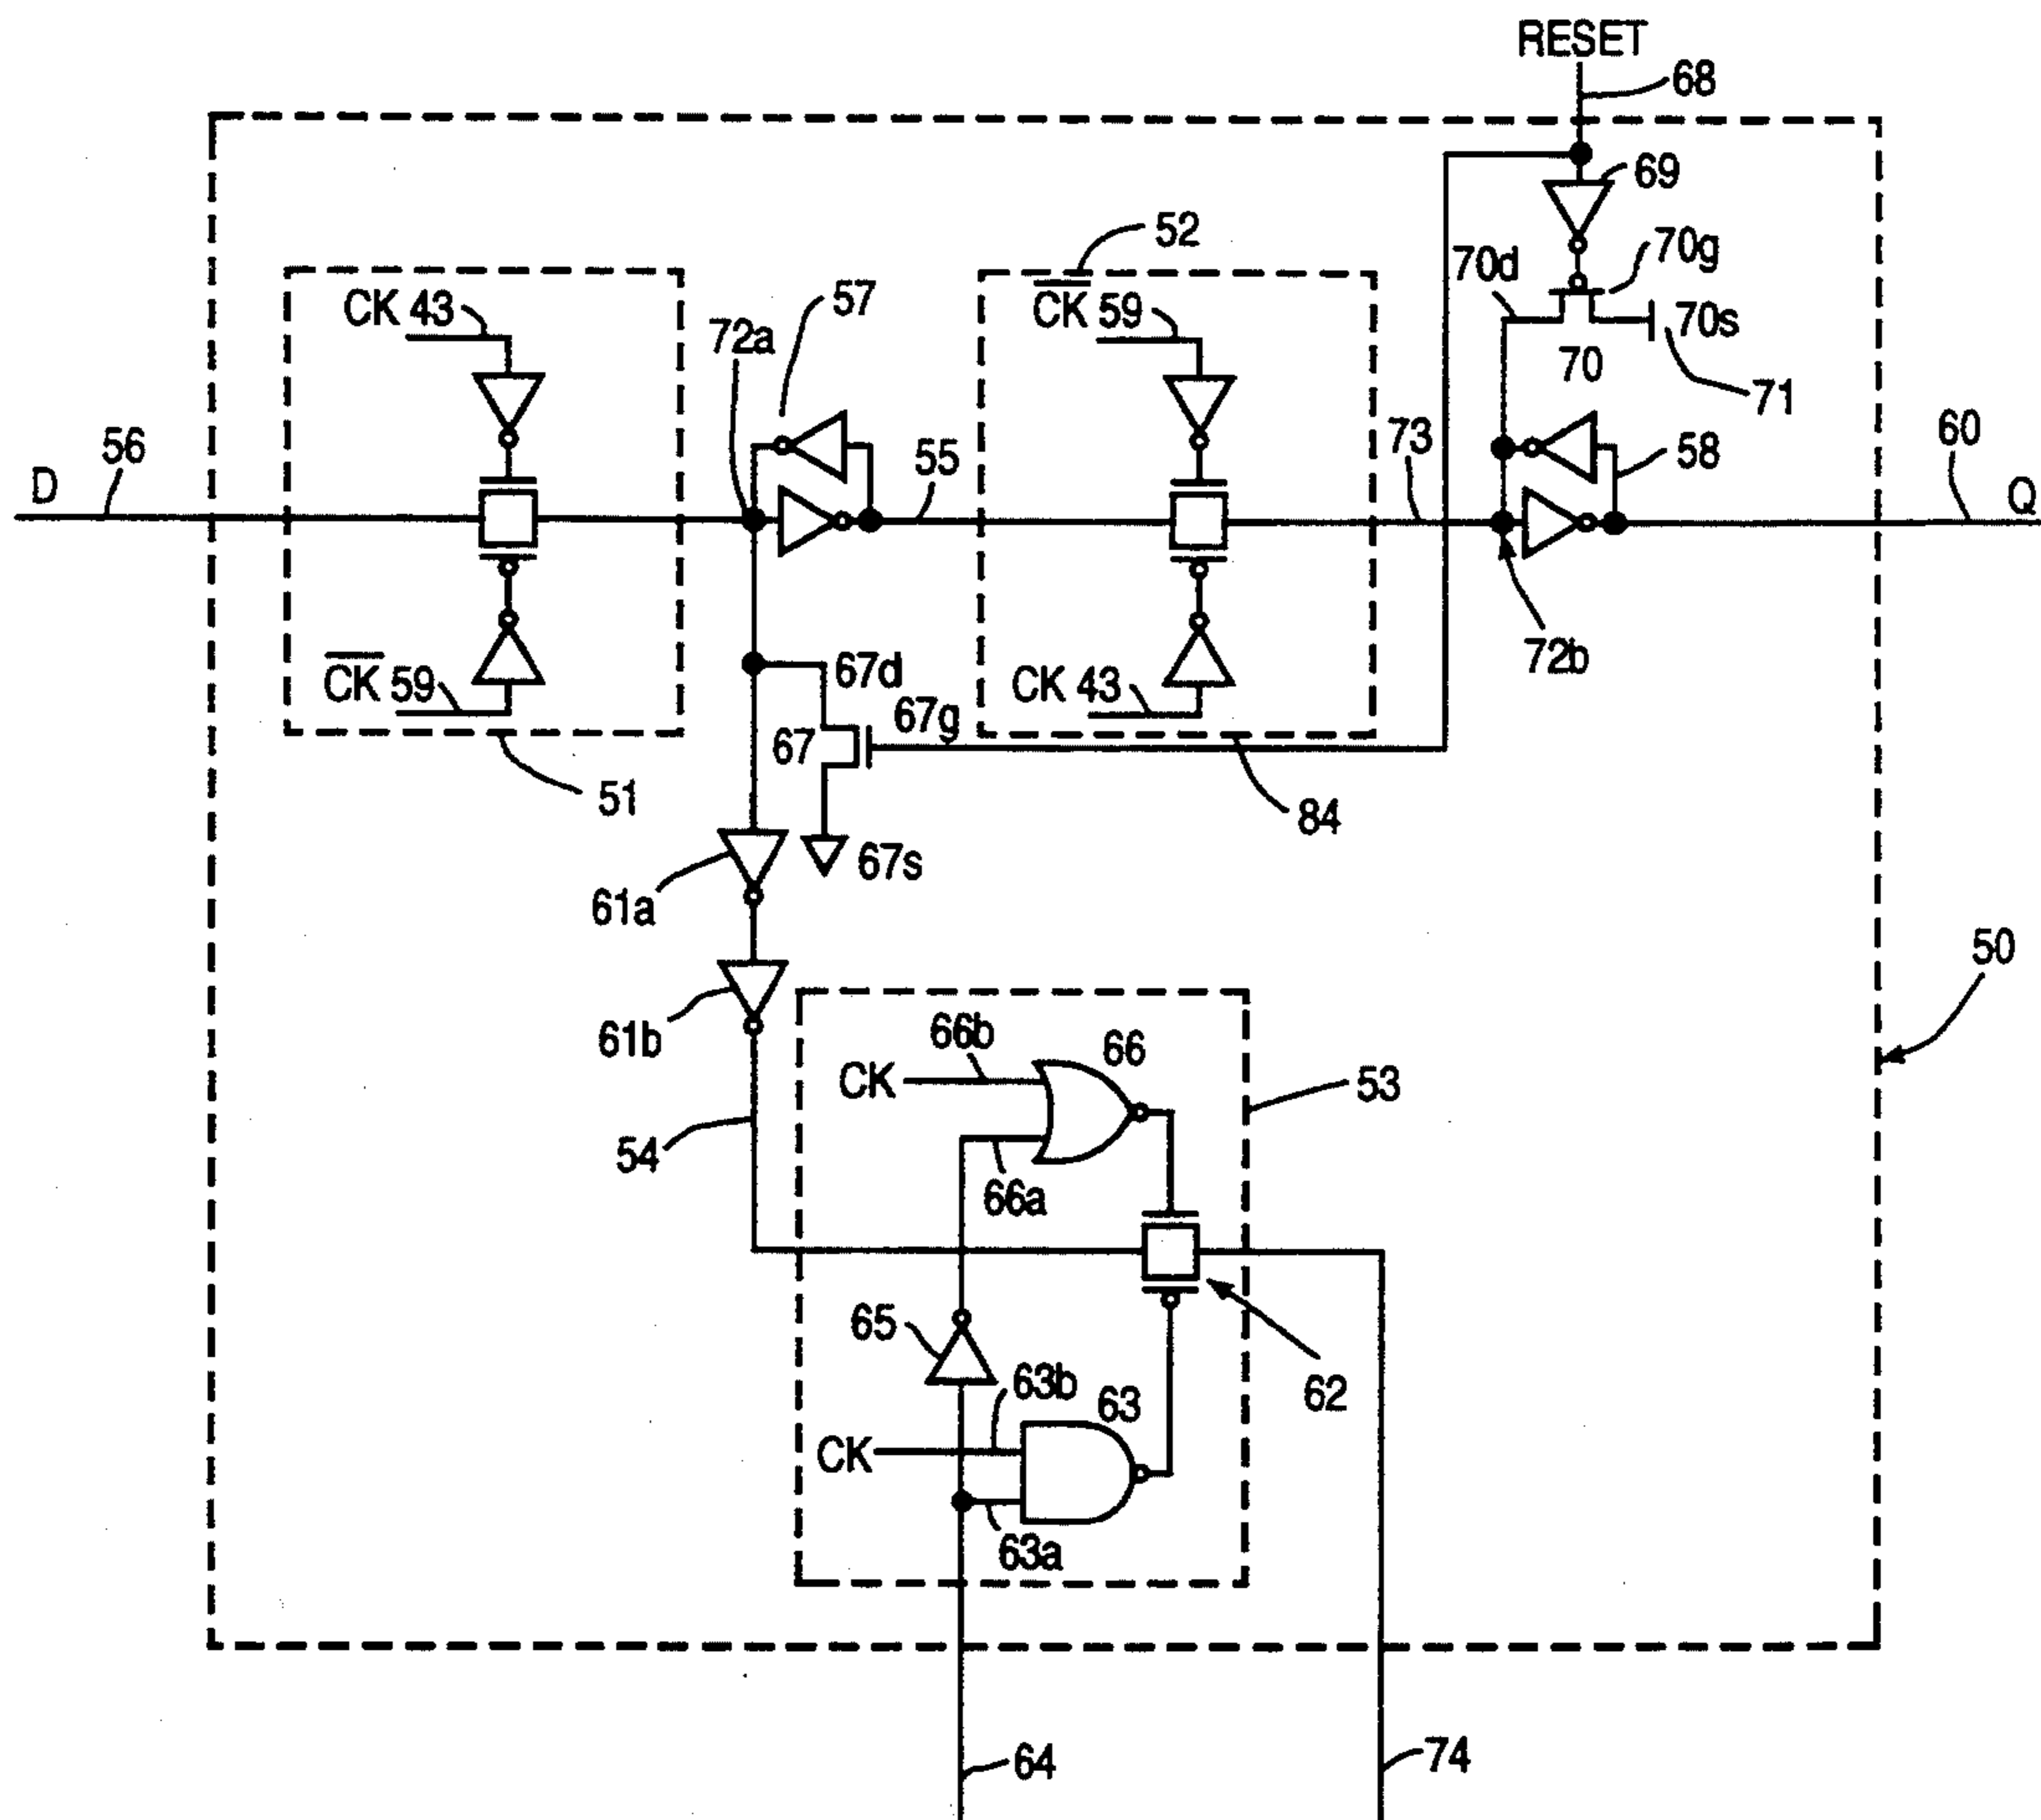 RESET
68
69
52
70g
70d
CK 43
57
C̅K̅ 59
72a
70s
70
71
56
73
60
D
55
58
Q
C̅K̅ 59
67d
72b
CK 43
67g
67
51
84
67s
61a
50
61b
66b
66
CK
53
54
66a
65
63b
63
62
CK
63a
64
74